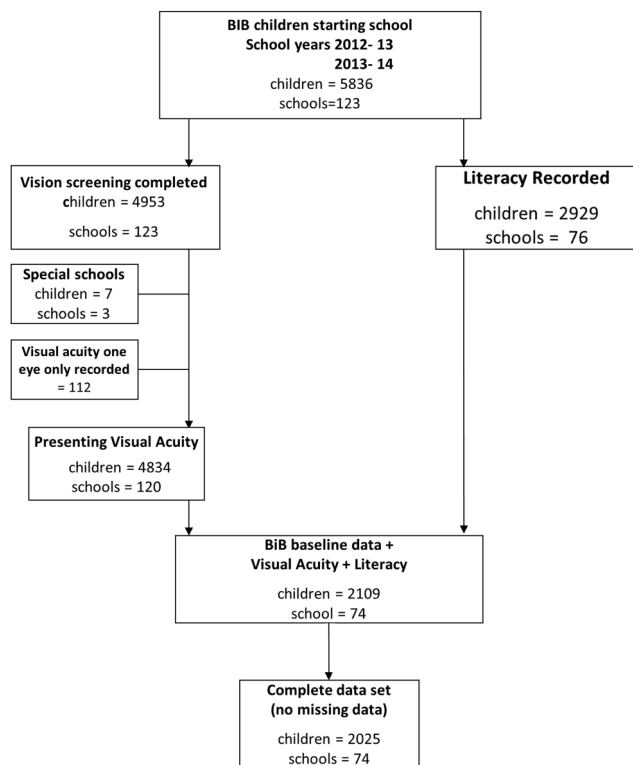 BIB children starting school
School years 2012- 13
2013- 14
children = 5836
schools=123
Vision screening completed
children = 4953
schools = 123
Literacy Recorded
children = 2929
schools = 76
Special schools
children = 7
schools = 3
Visual acuity one
eye only recorded
= 112
Presenting Visual Acuity
children = 4834
schools = 120
BiB baseline data +
Visual Acuity + Literacy
children = 2109
school = 74
Complete data set
(no missing data)
children = 2025
schools = 74